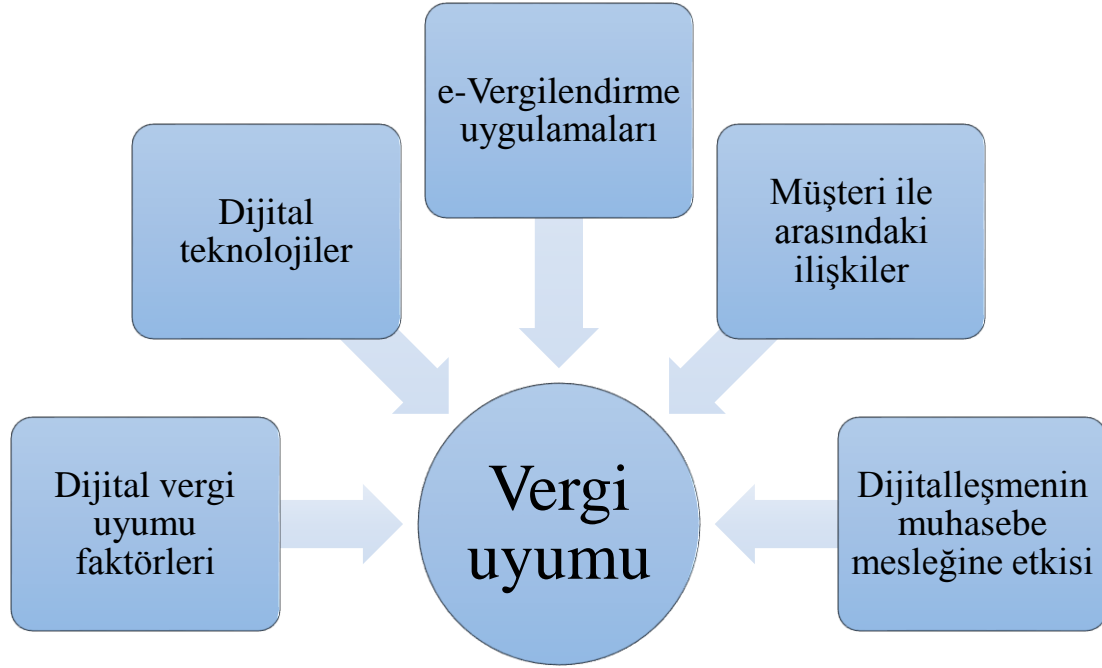 e-Vergilendirme
uygulamaları
Dijital
teknolojiler
Müşteri ile
arasındaki
ilişkiler
Dijital vergi
uyumu
faktörleri
Vergi
uyumu
Dijitalleşmenin
muhasebe
mesleğine etkisi